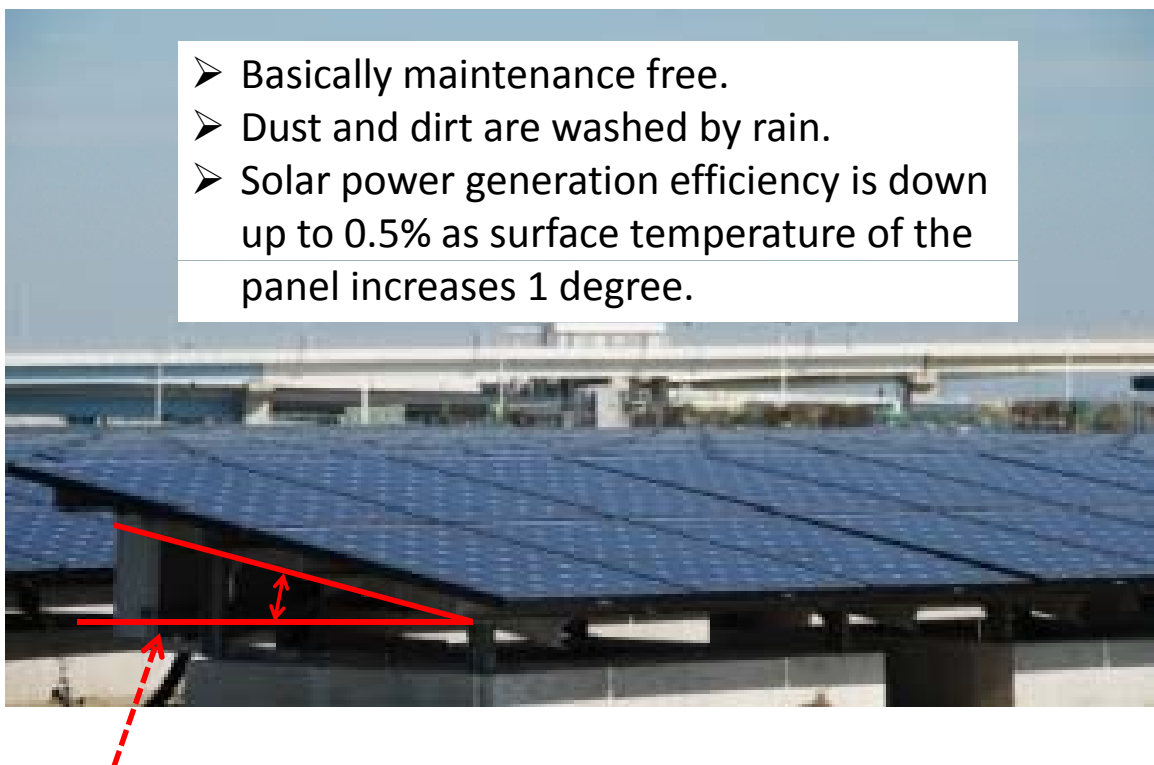 ➢ Basically maintenance free.
➢ Dust and dirt are washed by rain.
➢ Solar power generation efficiency is down
up to 0.5% as surface temperature of the
panel increases 1 degree.